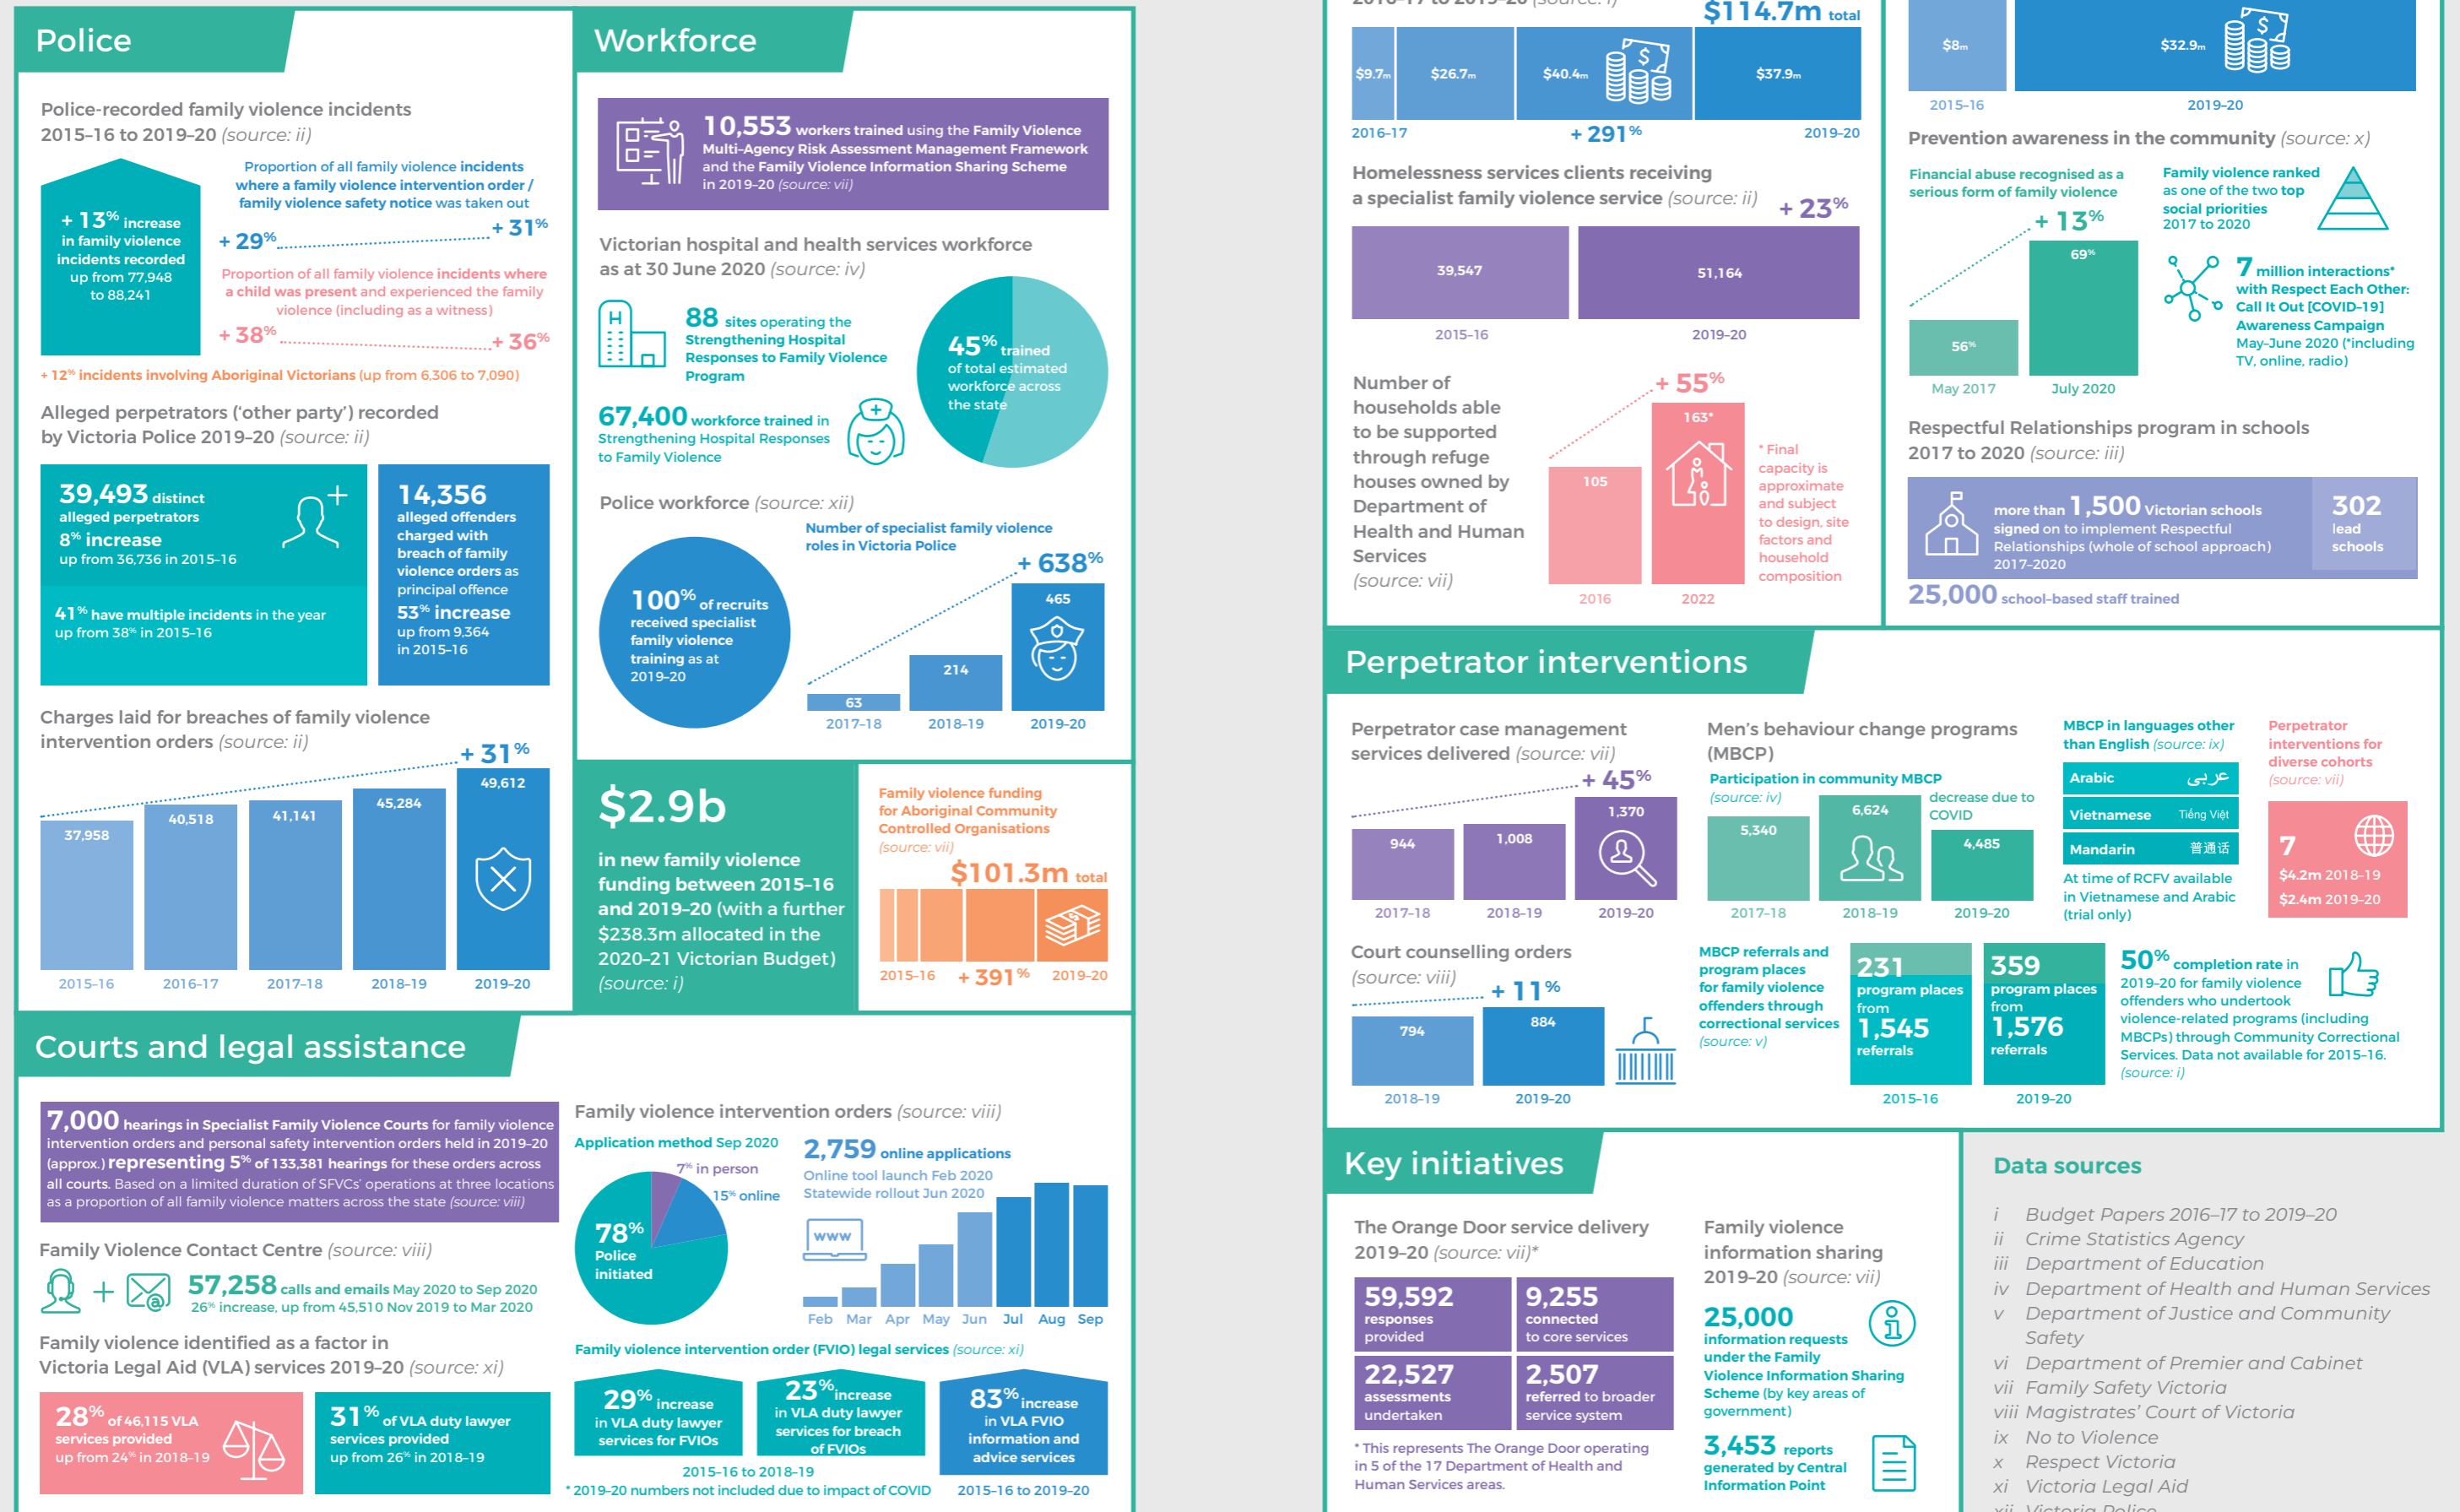 Police
Police-recorded family violence incidents
2015–16 to 2019–20 (source: ii)
+ 13% increase
in family violence
incidents recorded
up from 77,948
to 88,241
Proportion of all family violence incidents
where a family violence intervention order /
family violence safety notice was taken out
+ 29%
+ 31%
Proportion of all family violence incidents where
a child was present and experienced the family
violence (including as a witness)
+ 38%
+ 36%
+ 12% incidents involving Aboriginal Victorians (up from 6,306 to 7,090)
Alleged perpetrators (‘other party’) recorded
by Victoria Police 2019–20 (source: ii)
39,493 distinct
alleged perpetrators
8% increase
up from 36,736 in 2015–16
41% have multiple incidents in the year
up from 38% in 2015–16
14,356
alleged offenders
charged with
breach of family
violence orders as
principal offence
53% increase
up from 9,364
in 2015–16
Charges laid for breaches of family violence
intervention orders (source: ii)
+ 31%
37,958
40,518
41,141
45,284
49,612
2015–16
2016–17
2017–18
2018–19
2019–20
Workforce
10,553 workers trained using the Family Violence
Multi-Agency Risk Assessment Management Framework
and the Family Violence Information Sharing Scheme
in 2019–20 (source: vii)
Victorian hospital and health services workforce
as at 30 June 2020 (source: iv)
H
88 sites operating the
Strengthening Hospital
Responses to Family Violence
Program
67,400 workforce trained in
Strengthening Hospital Responses
to Family Violence
45% trained
of total estimated
workforce across
the state
Police workforce (source: xii)
100% of recruits
received specialist
family violence
training as at
2019–20
Number of specialist family violence
roles in Victoria Police
+ 638%
63
214
465
2017–18
2018–19
2019–20
$2.9b
in new family violence
funding between 2015–16
and 2019–20 (with a further
$238.3m allocated in the
2020–21 Victorian Budget)
(source: i)
Family violence funding
for Aboriginal Community
Controlled Organisations
(source: vii)
$101.3m total
2015–16
+ 391%
2019–20
Courts and legal assistance
7,000 hearings in Specialist Family Violence Courts for family violence
intervention orders and personal safety intervention orders held in 2019–20
(approx.) representing 5% of 133,381 hearings for these orders across
all courts. Based on a limited duration of SFVCs’ operations at three locations
as a proportion of all family violence matters across the state (source: viii)
Family Violence Contact Centre (source: viii)
+
@
57,258 calls and emails May 2020 to Sep 2020
26% increase, up from 45,510 Nov 2019 to Mar 2020
Family violence identified as a factor in
Victoria Legal Aid (VLA) services 2019–20 (source: xi)
28% of 46,115 VLA
services provided
up from 24% in 2018–19
31% of VLA duty lawyer
services provided
up from 26% in 2018–19
Family violence intervention orders (source: viii)
Application method Sep 2020
7% in person
15% online
78%
Police
initiated
2,759 online applications
Online tool launch Feb 2020
Statewide rollout Jun 2020
www
Feb Mar Apr May Jun Jul Aug Sep
Family violence intervention order (FVIO) legal services (source: xi)
29% increase
in VLA duty lawyer
services for FVIOs
23% increase
in VLA duty lawyer
services for breach
of FVIOs
83% increase
in VLA FVIO
information and
advice services
2015–16 to 2018–19
* 2019–20 numbers not included due to impact of COVID
2015–16 to 2019–20
2016–17 to 2019–20 (source: i)
$114.7m total
$9.7m
$26.7m
$40.4m
$
$37.9m
2016–17
+ 291%
2019–20
Homelessness services clients receiving
a specialist family violence service (source: ii)
+ 23%
39,547
51,164
2015–16
2019–20
Number of
households able
to be supported
through refuge
houses owned by
Department of
Health and Human
Services
(source: vii)
+ 55%
105
163*
2016
2022
* Final
capacity is
approximate
and subject
to design, site
factors and
household
composition
$8m
$32.9m
$
2015–16
2019–20
Prevention awareness in the community (source: x)
Financial abuse recognised as a
serious form of family violence
+ 13%
56%
69%
May 2017
July 2020
Family violence ranked
as one of the two top
social priorities
2017 to 2020
7 million interactions*
with Respect Each Other:
Call It Out [COVID–19]
Awareness Campaign
May–June 2020 (*including
TV, online, radio)
Respectful Relationships program in schools
2017 to 2020 (source: iii)
more than 1,500 Victorian schools
signed on to implement Respectful
Relationships (whole of school approach)
2017–2020
302
lead
schools
25,000 school-based staff trained
Perpetrator interventions
Perpetrator case management
services delivered (source: vii)
+ 45%
944
1,008
1,370
2017–18
2018–19
2019–20
Men’s behaviour change programs
(MBCP)
Participation in community MBCP
(source: iv)
decrease due to
COVID
5,340
6,624
4,485
2017–18
2018–19
2019–20
MBCP in languages other
than English (source: ix)
Arabic عربي
Vietnamese Tiếng Việt
Mandarin 普通话
At time of RCFV available
in Vietnamese and Arabic
(trial only)
Perpetrator
interventions for
diverse cohorts
(source: vii)
7
$4.2m 2018–19
$2.4m 2019–20
Court counselling orders
(source: viii)
+ 11%
794
884
2018–19
2019–20
MBCP referrals and
program places
for family violence
offenders through
correctional services
(source: v)
231
program places
from
1,545
referrals
2015–16
359
program places
from
1,576
referrals
2019–20
50% completion rate in
2019–20 for family violence
offenders who undertook
violence-related programs (including
MBCPs) through Community Correctional
Services. Data not available for 2015–16.
(source: i)
Key initiatives
The Orange Door service delivery
2019–20 (source: vii)*
59,592
responses
provided
9,255
connected
to core services
22,527
assessments
undertaken
2,507
referred to broader
service system
* This represents The Orange Door operating
in 5 of the 17 Department of Health and
Human Services areas.
Family violence
information sharing
2019–20 (source: vii)
25,000
information requests
under the Family
Violence Information Sharing
Scheme (by key areas of
government)
3,453 reports
generated by Central
Information Point
Data sources
i Budget Papers 2016–17 to 2019–20
ii Crime Statistics Agency
iii Department of Education
iv Department of Health and Human Services
v Department of Justice and Community
Safety
vi Department of Premier and Cabinet
vii Family Safety Victoria
viii Magistrates’ Court of Victoria
ix No to Violence
x Respect Victoria
xi Victoria Legal Aid
xii Victoria Police